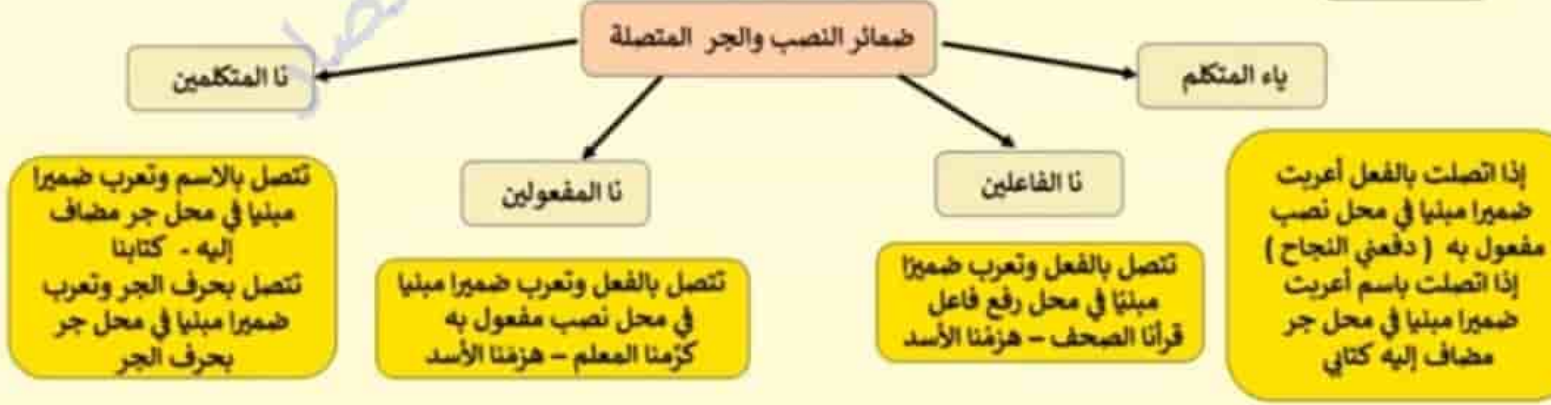 ضمائر النصب والجر المتصلة
ياء المتكلم
إذا اتصلت بالفعل أعربت
ضميرا مبنيا في محل نصب
مفعول به ( دفعني النجاح )
إذا اتصلت باسم أعربت
ضميرا مبنيا في محل جر
مضاف إليه كتابي
نا الفاعلين
تتصل بالفعل وتعرب ضميرًا
مبنيًا في محل رفع فاعل
قرأنا الصحف – هزمْنا الأسد
نا المفعولين
تتصل بالفعل وتعرب ضميرا مبنيا
في محل نصب مفعول به
كرّمنا المعلم – هزمَنا الأسد
نا المتكلمين
تتصل بالاسم وتعرب ضميرا
مبنيا في محل جر مضاف
إليه - كتابنا
تتصل بحرف الجر وتعرب
ضميرا مبنيا في محل جر
بحرف الجر